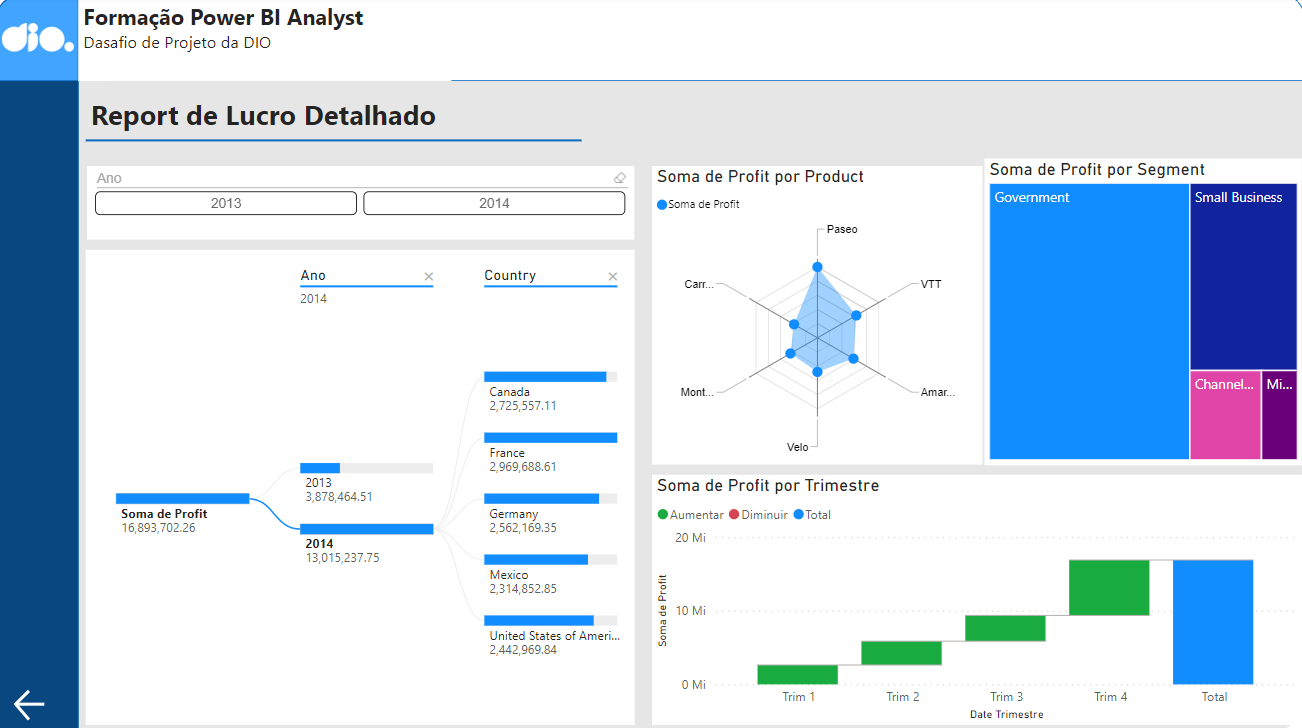 dio.
Formação Power BI Analyst
Dasafio de Projeto da DIO
Report de Lucro Detalhado
Ano
2013
2014
Ano
2014
Country
Soma de Profit
16,893,702.26
2013
3,878,464.51
2014
13,015,237.75
Canada
2,725,557.11
France
2,969,688.61
Germany
2,562,169.35
Mexico
2,314,852.85
United States of Ameri...
2,442,969.84
Soma de Profit por Product
Soma de Profit
Paseo
VTT
Amar...
Velo
Mont...
Carr...
Soma de Profit por Segment
Government
Small Business
Channel...
Mi...
Soma de Profit por Trimestre
Aumentar Diminuir Total
Soma de Profit
20 Mi
10 Mi
0 Mi
Trim 1 Trim 2 Trim 3 Trim 4 Total
Date Trimestre